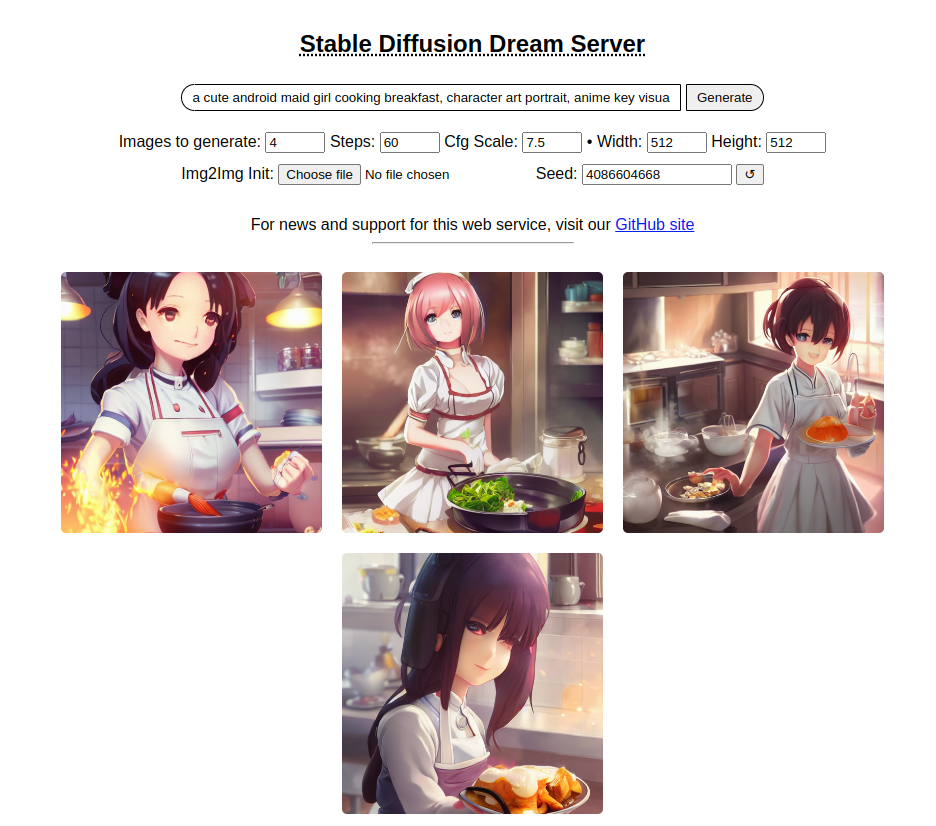 Stable Diffusion Dream Server
a cute android maid girl cooking breakfast, character art portrait, anime key visua Generate
Images to generate: 4 Steps: 60 Cfg Scale: 7.5 • Width: 512 Height: 512
Img2Img Init: Choose file No file chosen Seed: 4086604668 ↺
For news and support for this web service, visit our GitHub site